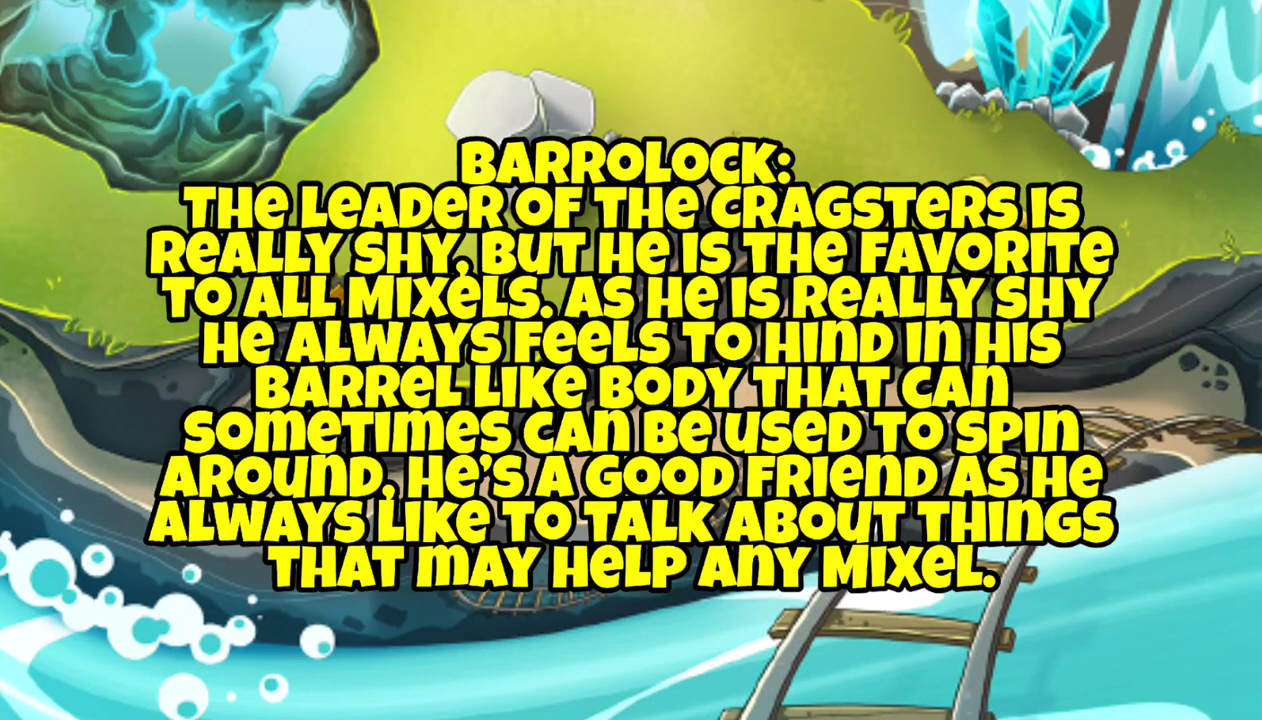 BARROLOCK:
THE LEADER OF THE CRAGSTERS IS
REALLY SHY, BUT HE IS THE FAVORITE
TO ALL MIXELS. AS HE IS REALLY SHY
HE ALWAYS FEELS TO HIND IN HIS
BARREL LIKE BODY THAT CAN
SOMETIMES CAN BE USED TO SPIN
AROUND, HE'S A GOOD FRIEND AS HE
ALWAYS LIKE TO TALK ABOUT THINGS
THAT MAY HELP ANY MIXEL.